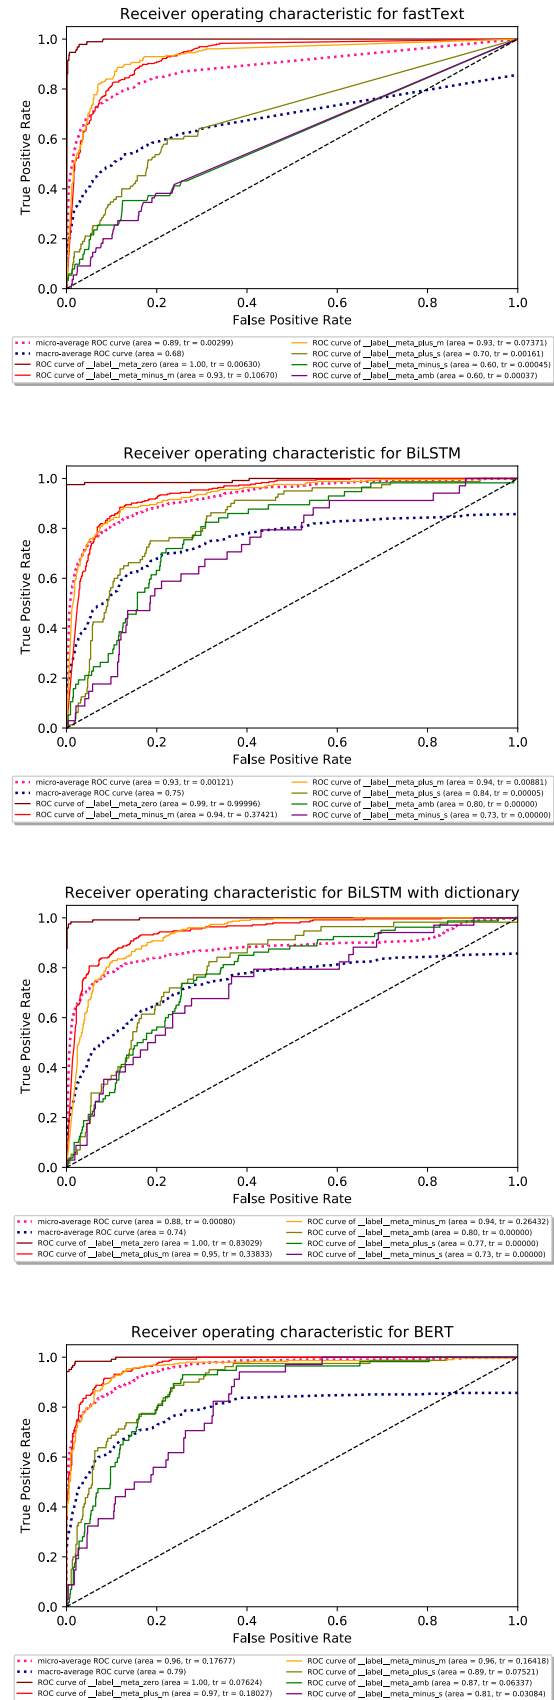 Receiver operating characteristic for fastText
1.0
0.8
0.6
0.4
0.2
0.0
True Positive Rate
0.0 0.2 0.4 0.6 0.8 1.0
False Positive Rate
micro-average ROC curve (area = 0.89, tr = 0.00299)
macro-average ROC curve (area = 0.68)
ROC curve of __label__meta_zero (area = 1.00, tr = 0.00630)
ROC curve of __label__meta_minus_m (area = 0.93, tr = 0.10670)
ROC curve of __label__meta_plus_m (area = 0.93, tr = 0.07371)
ROC curve of __label__meta_plus_s (area = 0.70, tr = 0.00161)
ROC curve of __label__meta_minus_s (area = 0.60, tr = 0.00045)
ROC curve of __label__meta_amb (area = 0.60, tr = 0.00037)
Receiver operating characteristic for BiLSTM
1.0
0.8
0.6
0.4
0.2
0.0
True Positive Rate
0.0 0.2 0.4 0.6 0.8 1.0
False Positive Rate
micro-average ROC curve (area = 0.93, tr = 0.00121)
macro-average ROC curve (area = 0.75)
ROC curve of __label__meta_zero (area = 0.99, tr = 0.99996)
ROC curve of __label__meta_minus_m (area = 0.94, tr = 0.37421)
ROC curve of __label__meta_plus_m (area = 0.94, tr = 0.00881)
ROC curve of __label__meta_plus_s (area = 0.84, tr = 0.00005)
ROC curve of __label__meta_amb (area = 0.80, tr = 0.00000)
ROC curve of __label__meta_minus_s (area = 0.73, tr = 0.00000)
Receiver operating characteristic for BiLSTM with dictionary
1.0
0.8
0.6
0.4
0.2
0.0
True Positive Rate
0.0 0.2 0.4 0.6 0.8 1.0
False Positive Rate
micro-average ROC curve (area = 0.88, tr = 0.00080)
macro-average ROC curve (area = 0.74)
ROC curve of __label__meta_zero (area = 1.00, tr = 0.83029)
ROC curve of __label__meta_plus_m (area = 0.95, tr = 0.33833)
ROC curve of __label__meta_minus_m (area = 0.94, tr = 0.26432)
ROC curve of __label__meta_amb (area = 0.80, tr = 0.00000)
ROC curve of __label__meta_plus_s (area = 0.77, tr = 0.00000)
ROC curve of __label__meta_minus_s (area = 0.73, tr = 0.00000)
Receiver operating characteristic for BERT
1.0
0.8
0.6
0.4
0.2
0.0
True Positive Rate
0.0 0.2 0.4 0.6 0.8 1.0
False Positive Rate
micro-average ROC curve (area = 0.96, tr = 0.17677)
macro-average ROC curve (area = 0.79)
ROC curve of __label__meta_zero (area = 1.00, tr = 0.07624)
ROC curve of __label__meta_plus_m (area = 0.97, tr = 0.18027)
ROC curve of __label__meta_minus_m (area = 0.96, tr = 0.16418)
ROC curve of __label__meta_plus_s (area = 0.89, tr = 0.07521)
ROC curve of __label__meta_amb (area = 0.87, tr = 0.06337)
ROC curve of __label__meta_minus_s (area = 0.81, tr = 0.03084)